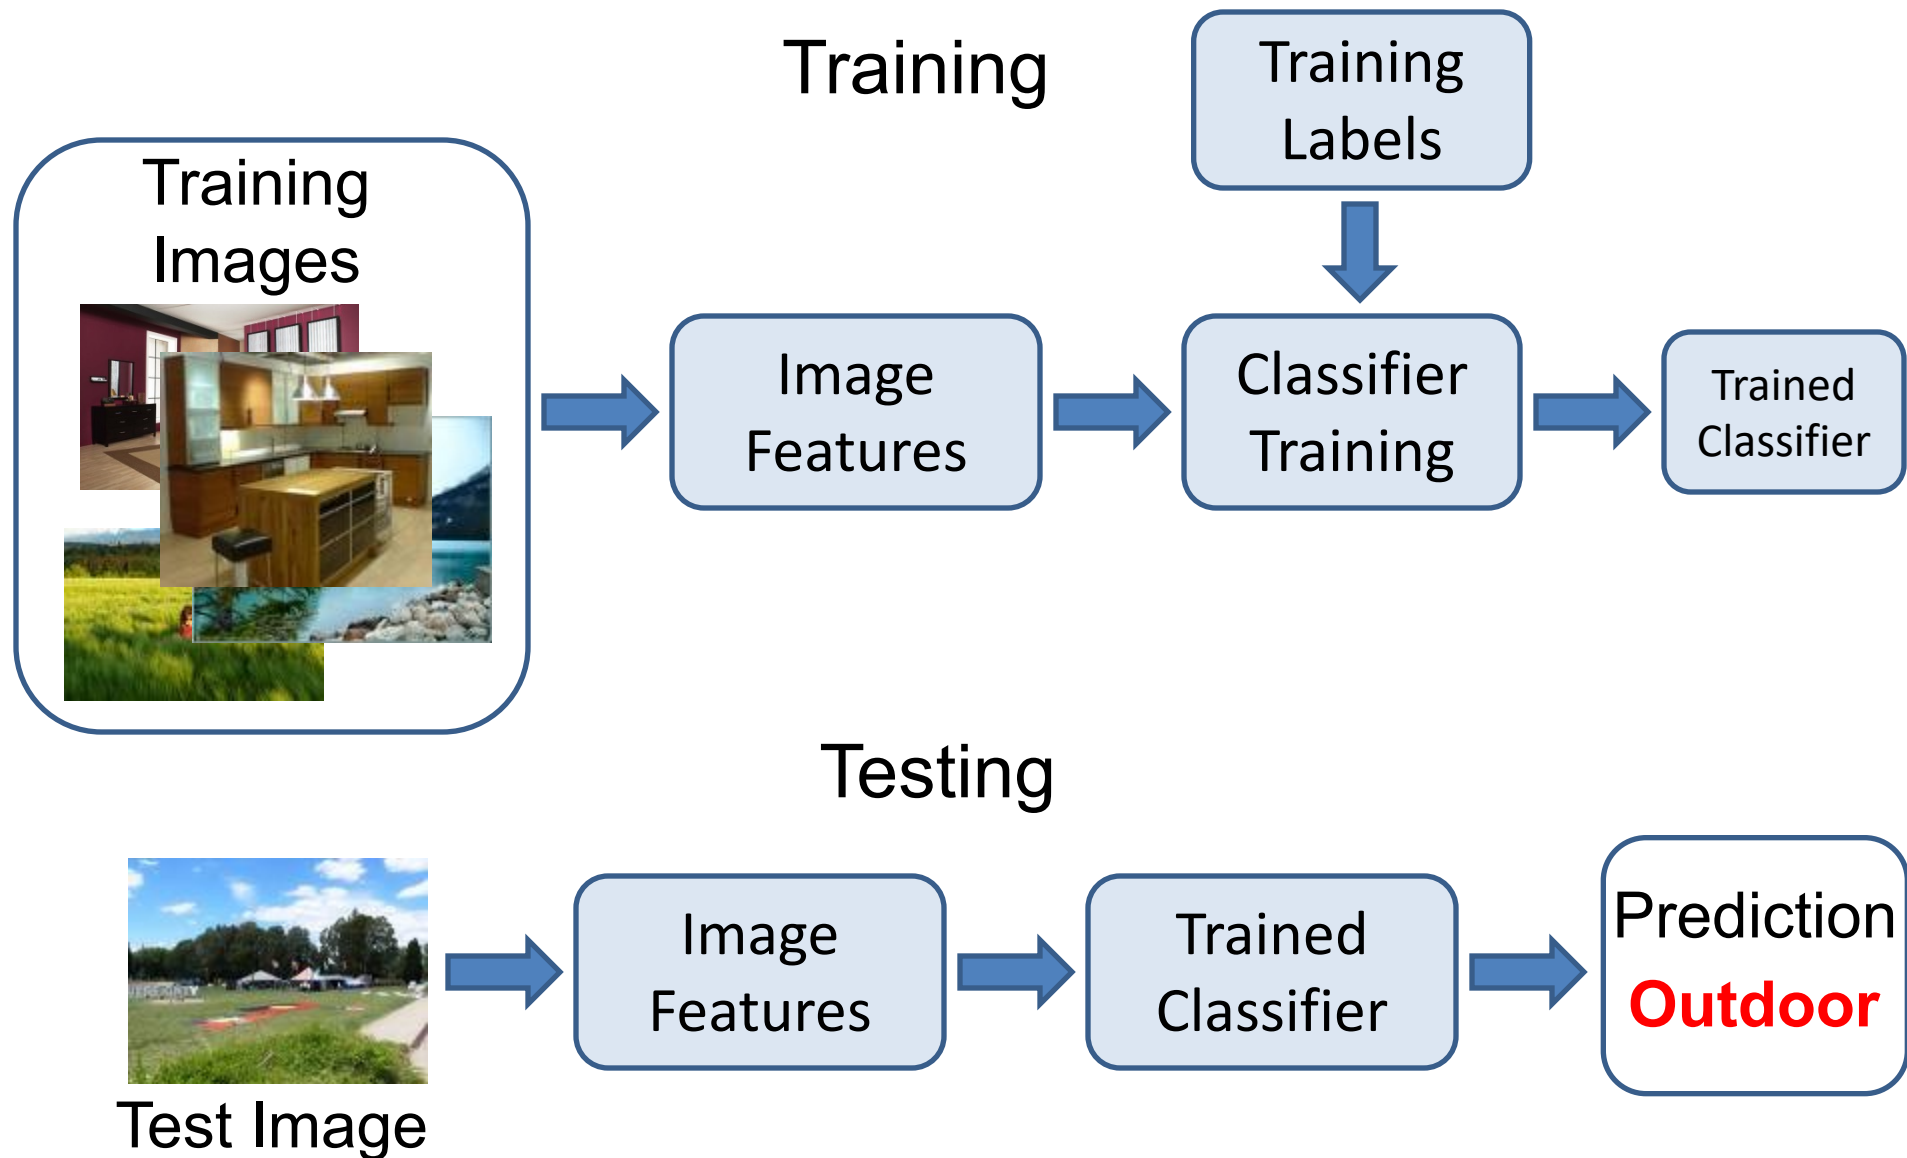 Training
Training
Labels
Training
Images
Image
Features
Classifier
Training
Trained
Classifier
Testing
Image
Features
Trained
Classifier
Prediction
Outdoor
Test Image